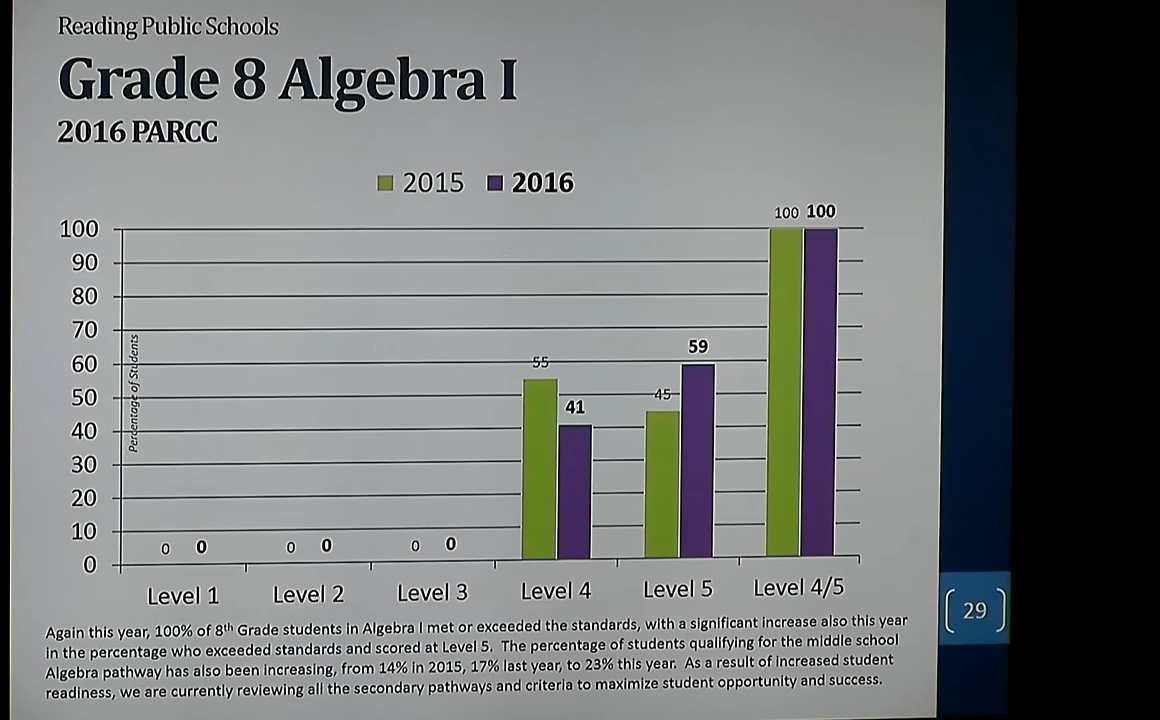 Reading Public Schools
Grade 8 Algebra I
2016 PARCC
2015 2016
100 100
100
90
80
70
60
50
40
30
20
10
0
Percentage of Students
55
41
45
59
0 0 0 0 0 0
Level 1 Level 2 Level 3 Level 4 Level 5 Level 4/5
Again this year, 100% of 8th Grade students in Algebra I met or exceeded the standards, with a significant increase also this year
in the percentage who exceeded standards and scored at Level 5. The percentage of students qualifying for the middle school
Algebra pathway has also been increasing, from 14% in 2015, 17% last year, to 23% this year. As a result of increased student
readiness, we are currently reviewing all the secondary pathways and criteria to maximize student opportunity and success.
29